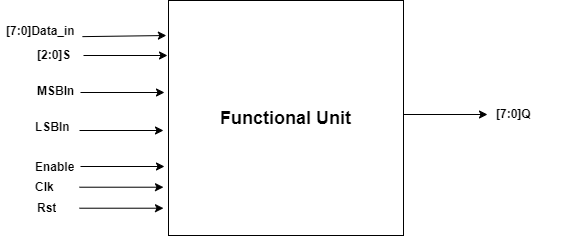 [7:0]Data_in
[2:0]S
MSBIn
LSBIn
Enable
Clk
Rst
Functional Unit
[7:0]Q